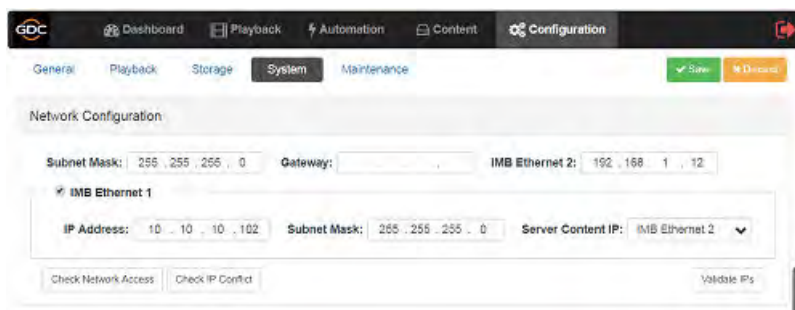 GDC Dashboard Playback Automation Content Configuration
General Playback Storage System Maintenance Save Discard
Network Configuration
Subnet Mask: 255 . 255 . 255 . 0 Gateway: . IMB Ethernet 2: 192 . 168 . 1 . 12
IMB Ethernet 1
IP Address: 10 . 10 . 10 . 102 Subnet Mask: 255 . 255 . 255 . 0 Server Content IP: IMB Ethernet 2
Check Network Access Check IP Conflict Validate IPs